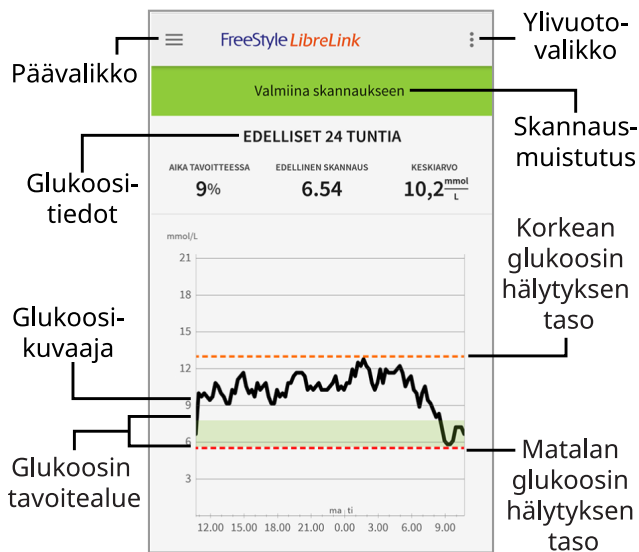 FreeStyle LibreLink
Ylivuoto-
valikko
Päävalikko
Valmiina skannaukseen
Skannaus-
muistutus
EDELLISET 24 TUNTIA
AIKA TAVOITTEESSA EDELLINEN SKANNAUS KESKIARVO
9% 6.54 10,2 mmol/L
Glukoosi-
tiedot
Korkean
glukoosin
hälytyksen
taso
mmol/L
21
18
15
12
9
6
3
Glukoosi-
kuvaaja
Glukoosin
tavoitealue
Matalan
glukoosin
hälytyksen
taso
ma ti
12.00 15.00 18.00 21.00 0.00 3.00 6.00 9.00